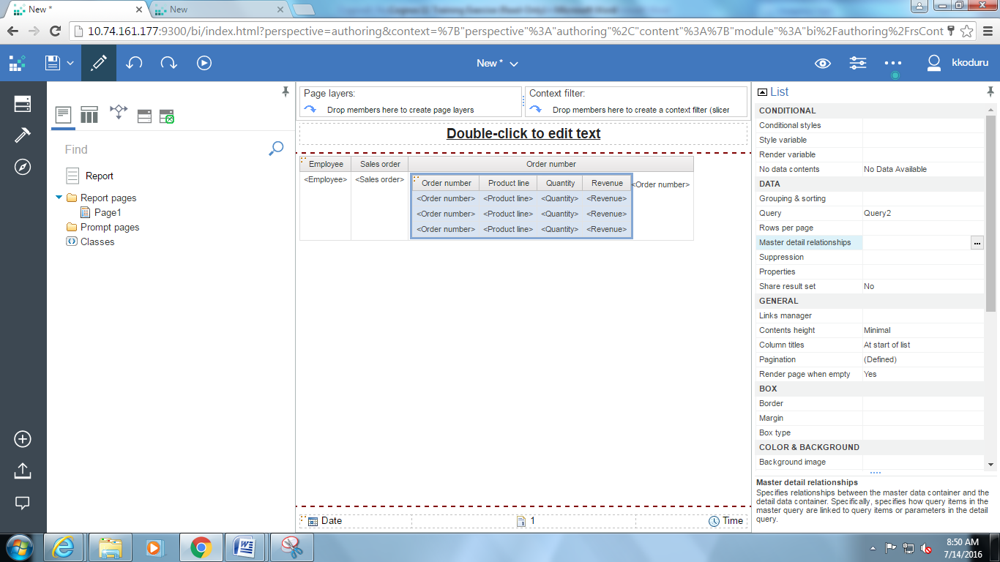 New *
New
10.74.161.177:9300/bi/index.html?perspective=authoring&context=%7B"perspective"%3A"authoring"%2C"content"%3A%7B"module"%3A"bi%2Fauthoring%2FrsCont
New *
kkoduru
Find
Report
Report pages
Page1
Prompt pages
Classes
Page layers:
Drop members here to create page layers
Context filter:
Drop members here to create a context filter (slicer
Double-click to edit text
Employee Sales order Order number
<Employee> <Sales order> <Order number>
Order number Product line Quantity Revenue
<Order number> <Product line> <Quantity> <Revenue>
<Order number> <Product line> <Quantity> <Revenue>
<Order number> <Product line> <Quantity> <Revenue>
Date 1 Time
List
CONDITIONAL
Conditional styles
Style variable
Render variable
No data contents No Data Available
DATA
Grouping & sorting
Query Query2
Rows per page
Master detail relationships ...
Suppression
Properties
Share result set No
GENERAL
Links manager
Contents height Minimal
Column titles At start of list
Pagination (Defined)
Render page when empty Yes
BOX
Border
Margin
Box type
COLOR & BACKGROUND
Background image
Master detail relationships
Specifies relationships between the master data container and the
detail data container. Specifically, specifies how query items in the
master query are linked to query items or parameters in the detail
query.
8:50 AM
7/14/2016